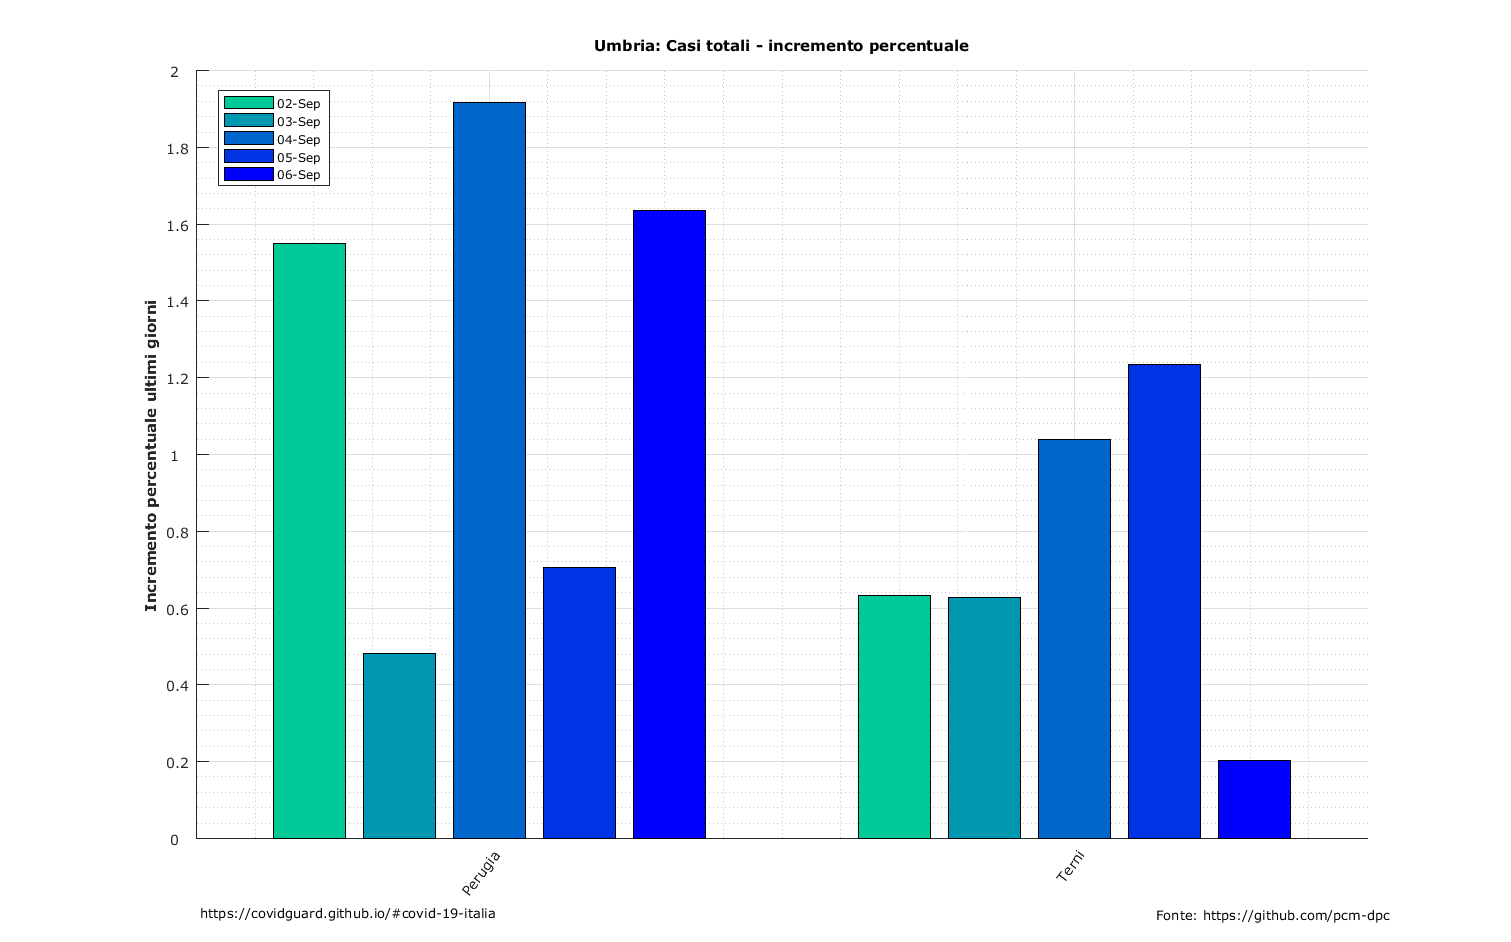 Umbria: Casi totali - incremento percentuale
2
1.8
1.6
1.4
1.2
1
0.8
0.6
0.4
0.2
0
Incremento percentuale ultimi giorni
02-Sep
03-Sep
04-Sep
05-Sep
06-Sep
Perugia
Terni
https://covidguard.github.io/#covid-19-italia
Fonte: https://github.com/pcm-dpc